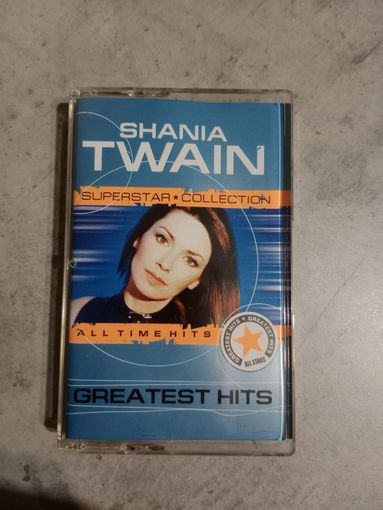 SHANIA
TWAIN
SUPERSTAR★COLLECTION
ALL TIME HITS
GREATEST HITS • GREATEST HITS •
ALL STARS
GREATEST HITS